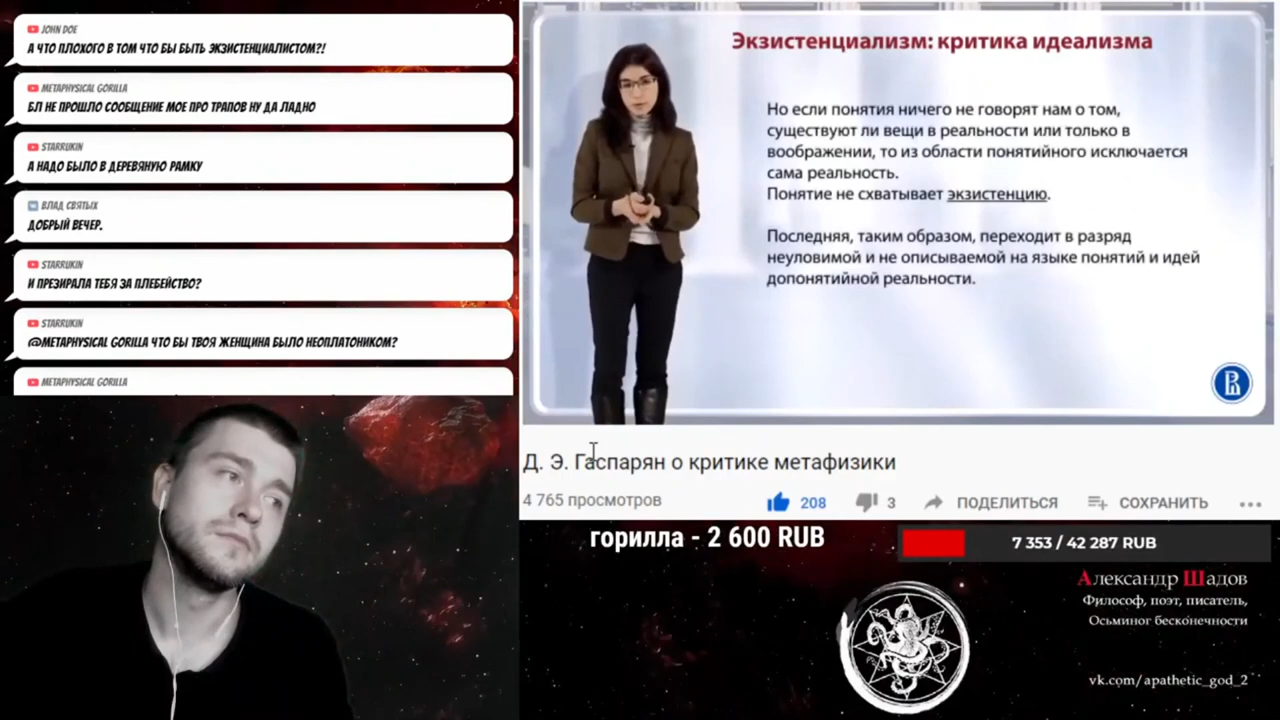 JOHN DOE
А ЧТО ПЛОХОГО В ТОМ ЧТО БЫ БЫТЬ ЭКЗИСТЕНЦИАЛИСТОМ?!
METAPHYSICAL GORILLA
БЛ НЕ ПРОШЛО СООБЩЕНИЕ МОЕ ПРО ТРАПОВ НУ ДА ЛАДНО
STARRUKIN
А НАДО БЫЛО В ДЕРЕВЯНУЮ РАМКУ
ВЛАД СВЯТЫХ
ДОБРЫЙ ВЕЧЕР.
STARRUKIN
И ПРЕЗИРАЛА ТЕБЯ ЗА ПЛЕБЕЙСТВО?
STARRUKIN
@METAPHYSICAL GORILLA ЧТО БЫ ТВОЯ ЖЕНЩИНА БЫЛО НЕОПЛАТОНИКОМ?
METAPHYSICAL GORILLA
Экзистенциализм: критика идеализма
Но если понятия ничего не говорят нам о том,
существуют ли вещи в реальности или только в
воображении, то из области понятийного исключается
сама реальность.
Понятие не схватывает экзистенцию.
Последняя, таким образом, переходит в разряд
неуловимой и не описываемой на языке понятий и идей
допонятийной реальности.
Д. Э. Гаспарян о критике метафизики
4 765 просмотров
208
3
ПОДЕЛИТЬСЯ
СОХРАНИТЬ
горилла - 2 600 RUB
7 353 / 42 287 RUB
Александр Шадов
Философ, поэт, писатель,
Осьминог бесконечности
vk.com/apathetic_god_2